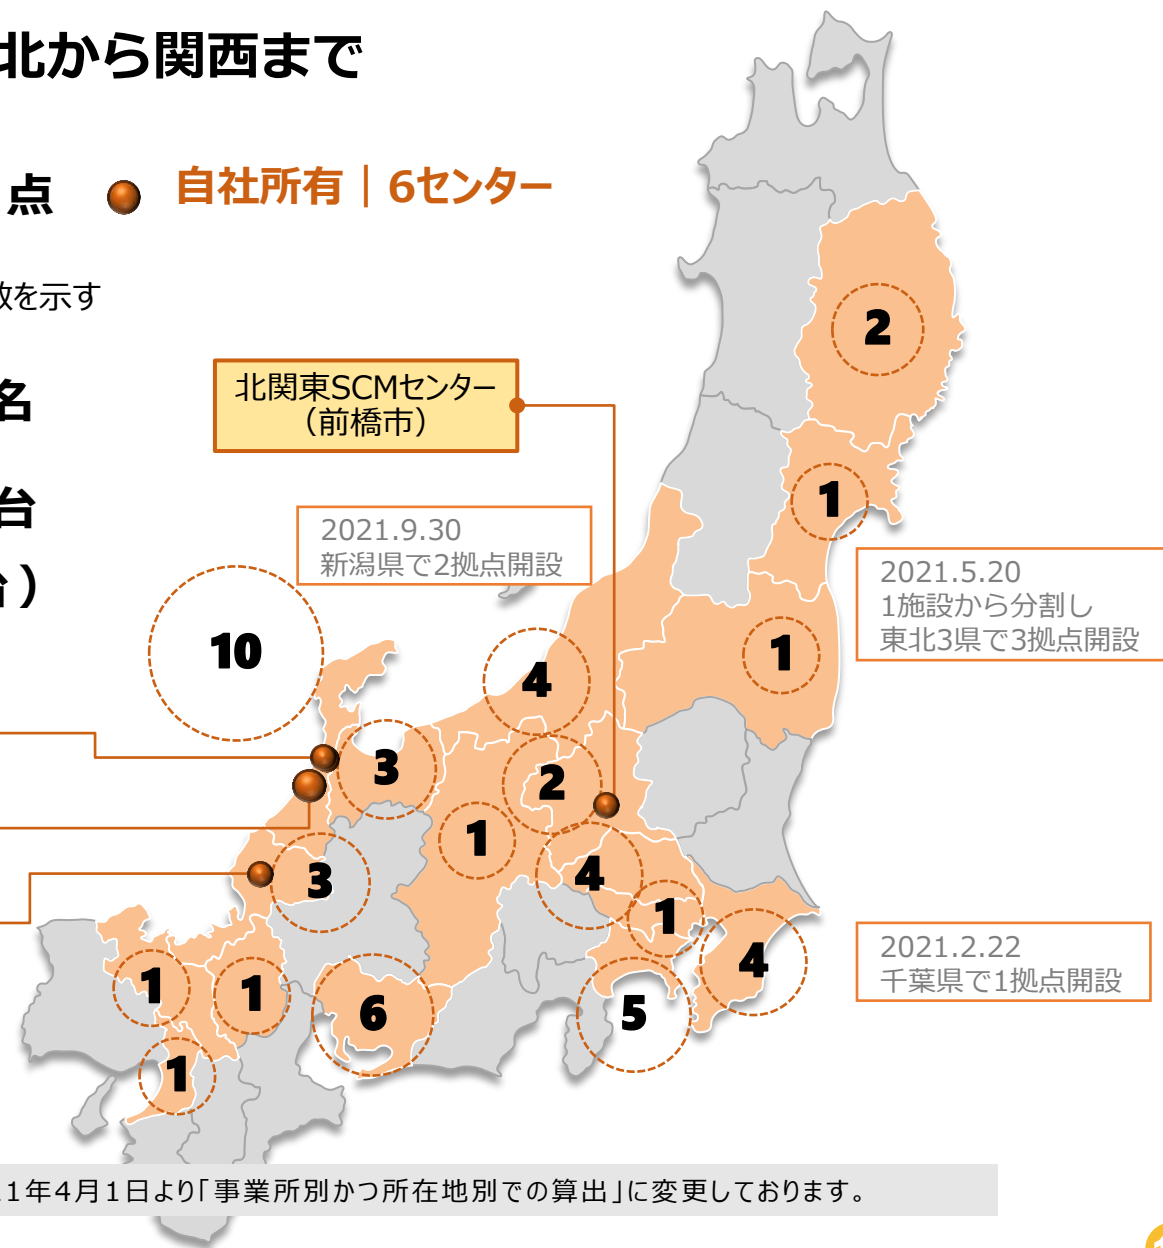 北から関西まで
点
自社所有｜6センター
数を示す
名
台
台）
北関東SCMセンター
（前橋市）
2021.9.30
新潟県で2拠点開設
2021.5.20
1施設から分割し
東北3県で3拠点開設
2021.2.22
千葉県で1拠点開設
2
1
1
10
4
3
2
1
3
4
1
4
1
1
6
5
1
1年4月1日より「事業所別かつ所在地別での算出」に変更しております。